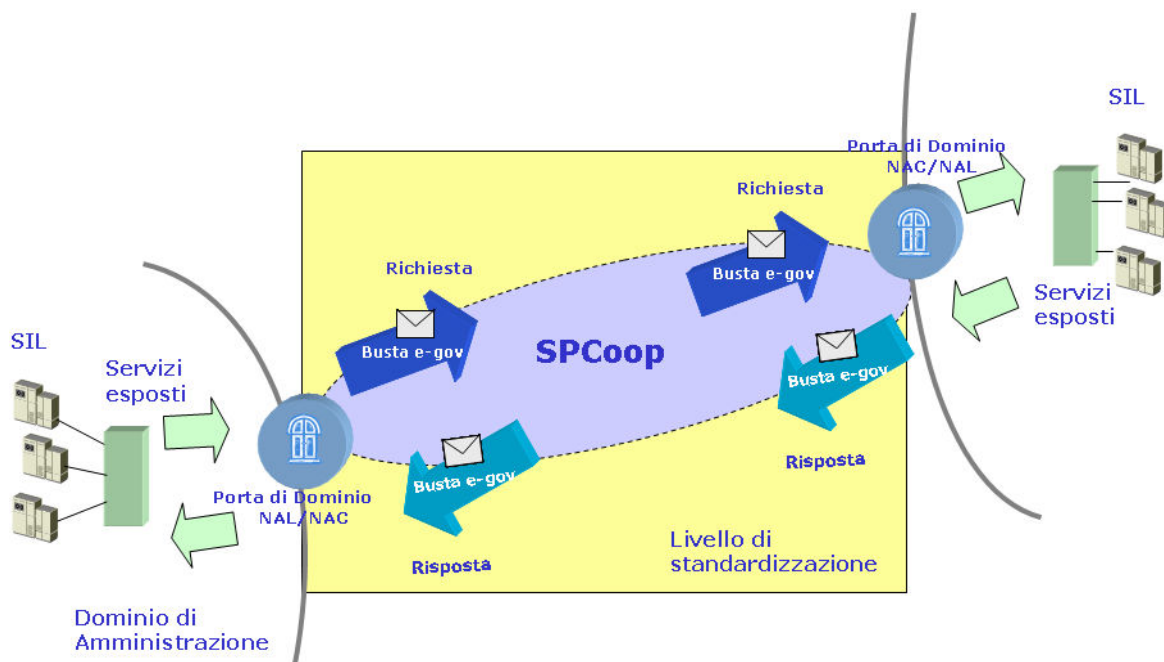 SIL
Porta di Dominio
NAC/NAL
Richiesta
Busta e-gov
Richiesta
Busta e-gov
Servizi
esposti
SPCoop
Busta e-gov
SIL
Servizi
esposti
Busta e-gov
Risposta
Porta di Dominio
NAL/NAC
Livello di
standardizzazione
Risposta
Dominio di
Amministrazione